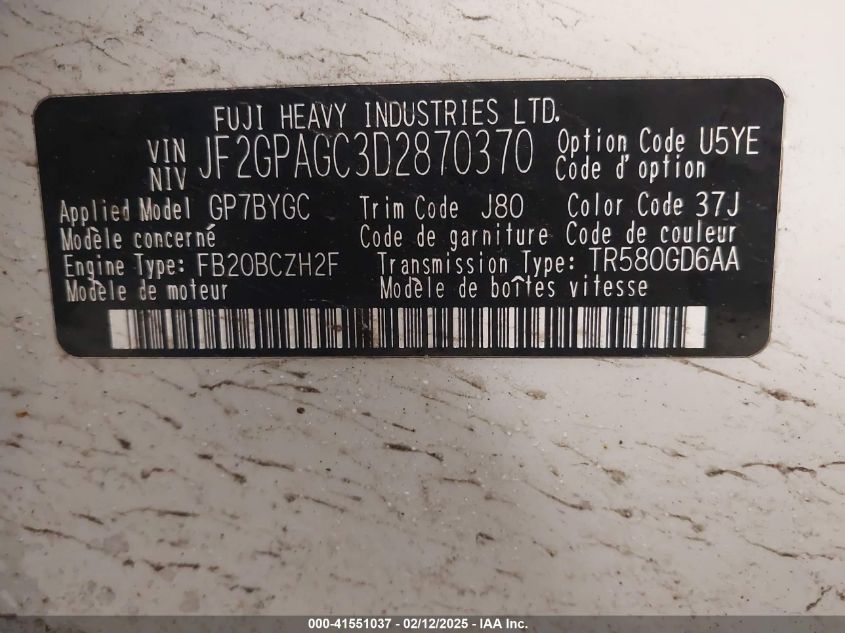 FUJI HEAVY INDUSTRIES LTD.
VIN JF2GPAGC3D2870370 Option Code U5YE
NIV Code d'option
Applied Model GP7BYGC Trim Code J80 Color Code 37J
Modèle concerné Code de garniture Code de couleur
Engine Type: FB20BCZH2F Transmission Type: TR580GD6AA
Modèle de moteur Modèle de boîtes vitesse
000-41551037 - 02/12/2025 - IAA Inc.